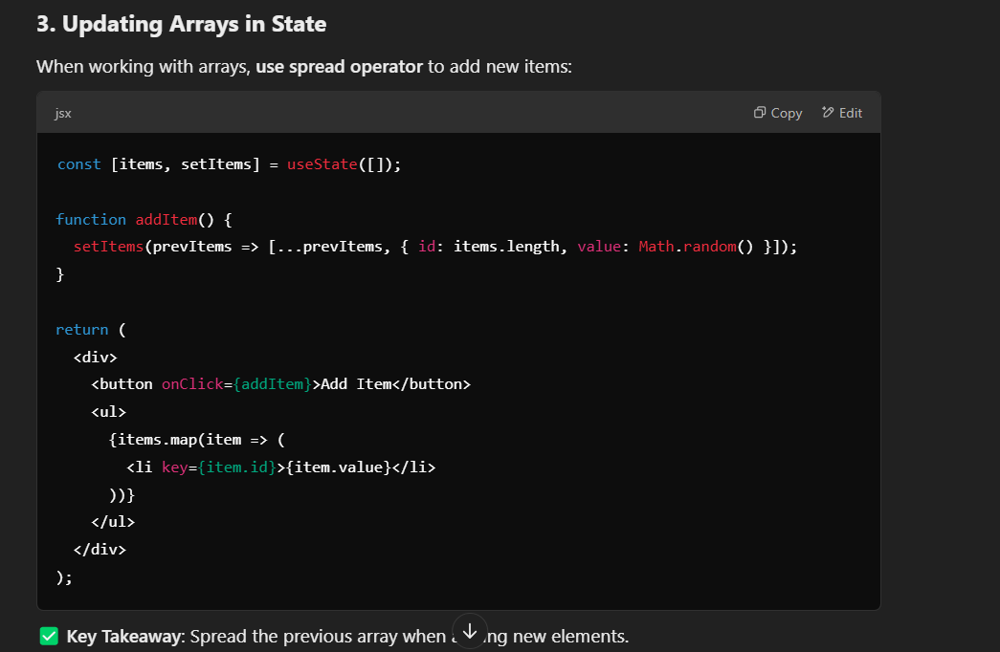 3. Updating Arrays in State
When working with arrays, use spread operator to add new items:
jsx
Copy
Edit
const [items, setItems] = useState([]);
function addItem() {
  setItems(prevItems => [...prevItems, { id: items.length, value: Math.random() }]);
}
return (
  <div>
    <button onClick={addItem}>Add Item</button>
    <ul>
      {items.map(item => (
        <li key={item.id}>{item.value}</li>
      ))}
    </ul>
  </div>
);
Key Takeaway: Spread the previous array when new elements.